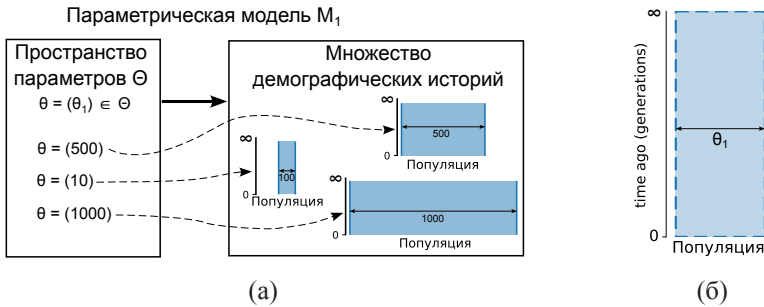 Параметрическая модель M₁
Пространство
параметров Θ
θ = (θ₁) ∈ Θ
θ = (500)
θ = (10)
θ = (1000)
Множество
демографических историй
∞
500
0
Популяция
∞
100
0
Популяция
∞
1000
0
Популяция
(а)
∞
time ago (generations)
θ₁
0
Популяция
(б)